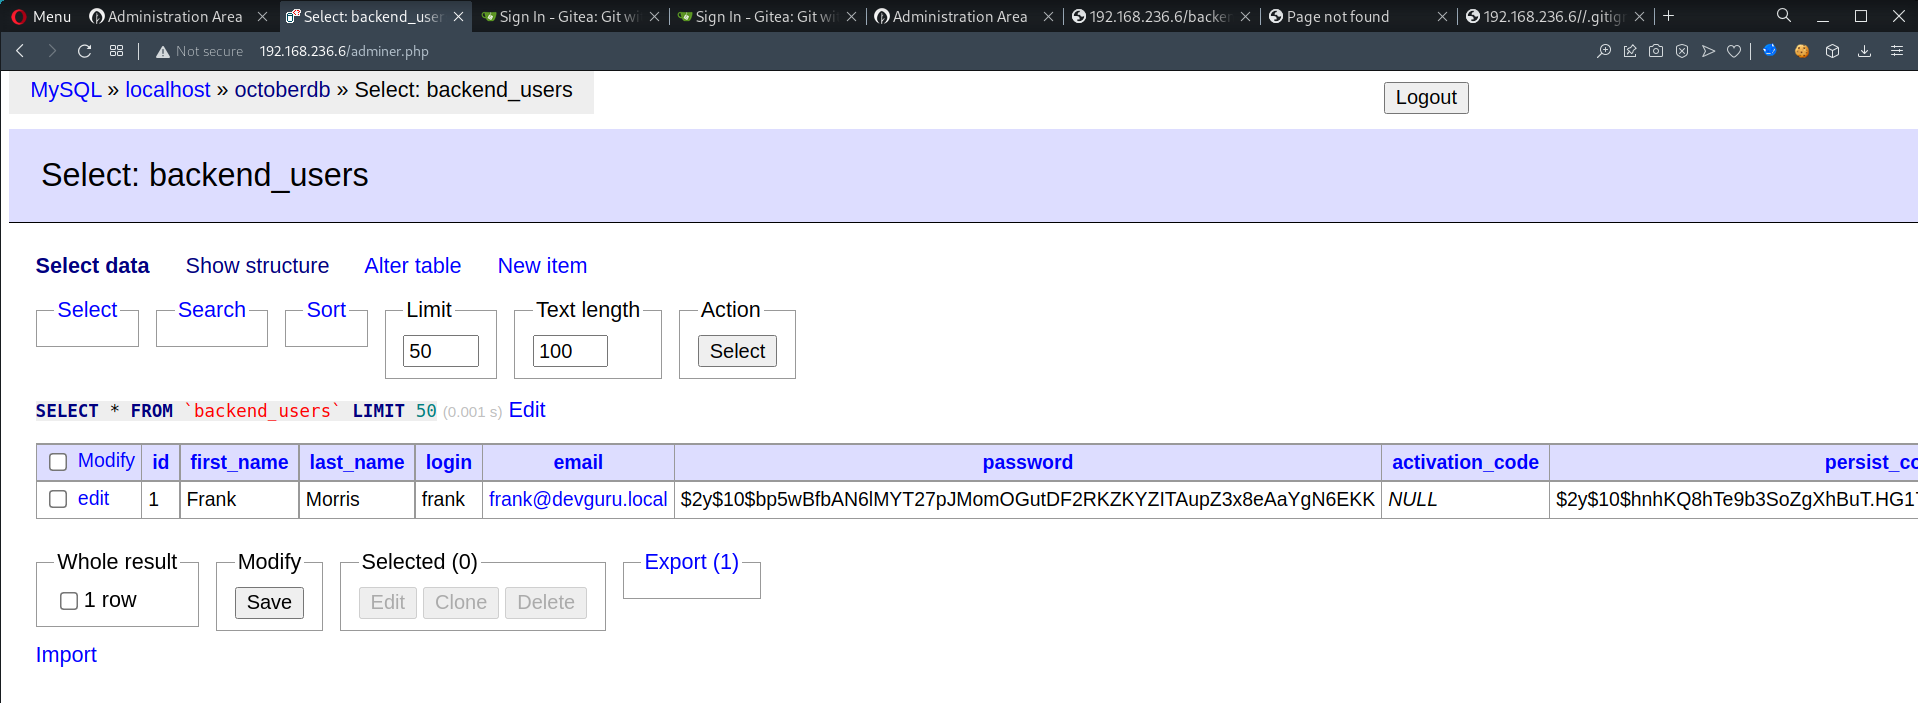 Menu Administration Area Select: backend_user Sign In - Gitea: Git wi Sign In - Gitea: Git wi Administration Area 192.168.236.6/backe Page not found 192.168.236.6//.gitig
Not secure 192.168.236.6/adminer.php
MySQL » localhost » octoberdb » Select: backend_users
Logout
Select: backend_users
Select data Show structure Alter table New item
Select Search Sort Limit Text length Action
50 100 Select
SELECT * FROM `backend_users` LIMIT 50 (0.001 s) Edit
Modify id first_name last_name login email password activation_code persist_co
edit 1 Frank Morris frank frank@devguru.local $2y$10$bp5wBfbAN6lMYT27pJMomOGutDF2RKZKYZITAupZ3x8eAaYgN6EKK NULL $2y$10$hnhKQ8hTe9b3SoZgXhBuT.HG17
Whole result Modify Selected (0) Export (1)
1 row Save Edit Clone Delete
Import